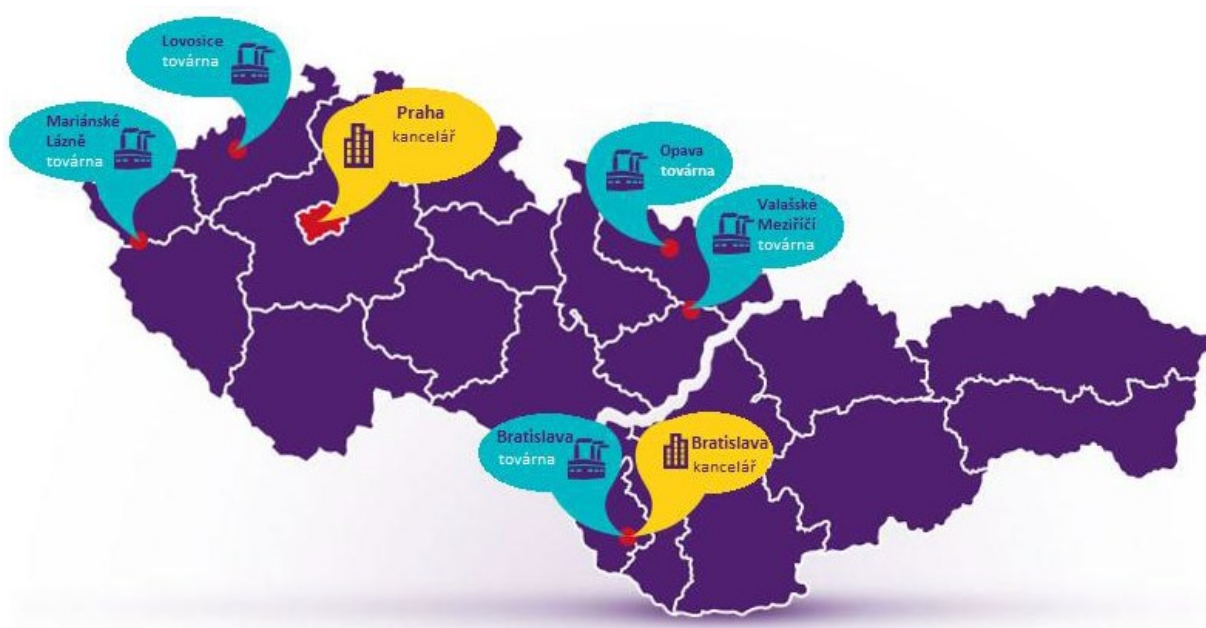 Lovosice
továrna
Mariánské
Lázně
továrna
Praha
kancelář
Opava
továrna
Valašské
Meziříčí
továrna
Bratislava
továrna
Bratislava
kancelář